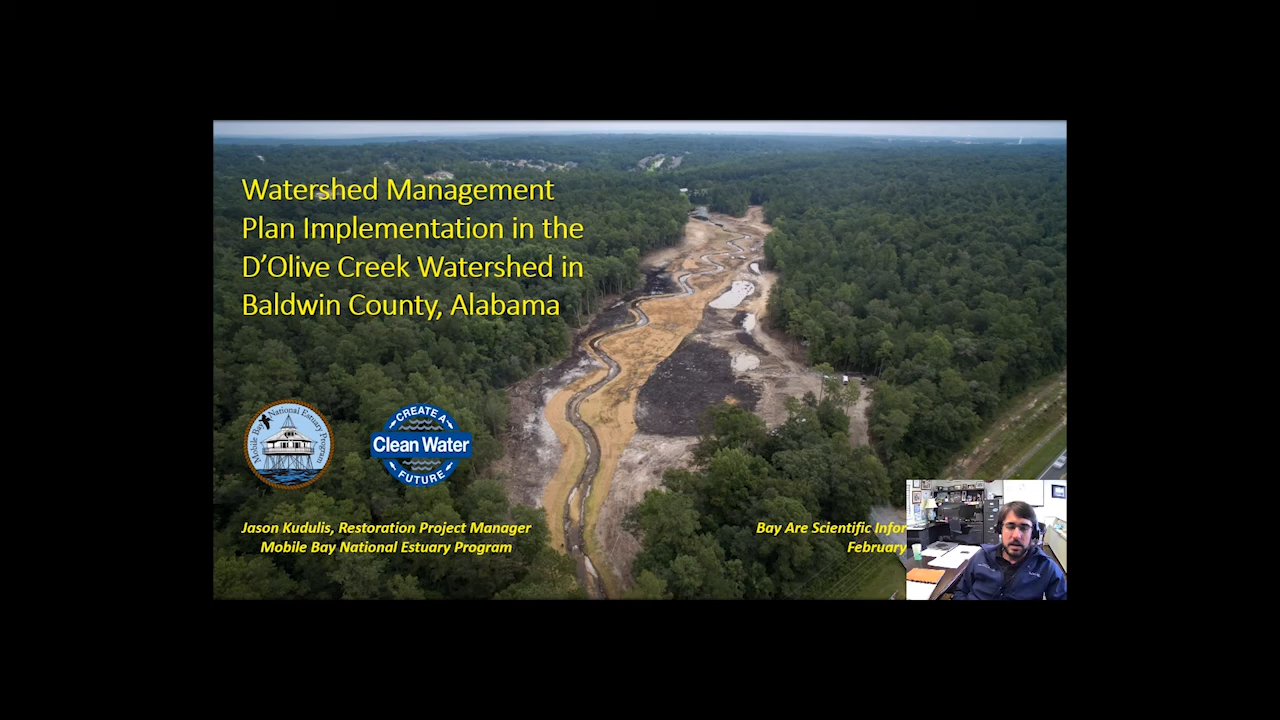 Watershed Management
Plan Implementation in the
D'Olive Creek Watershed in
Baldwin County, Alabama
Mobile Bay National Estuary Program
CREATE A
Clean Water
FUTURE
Jason Kudulis, Restoration Project Manager
Mobile Bay National Estuary Program
Bay Are Scientific Infor
February